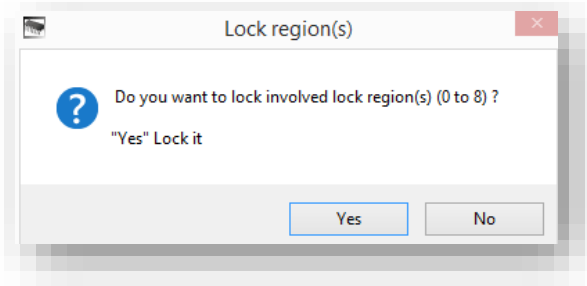 Lock region(s)
Do you want to lock involved lock region(s) (0 to 8) ?
"Yes" Lock it
Yes
No